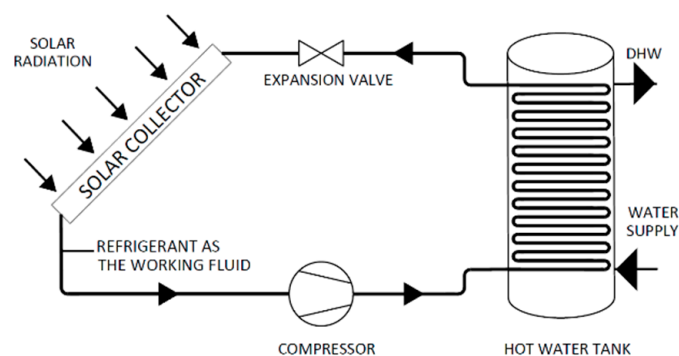 SOLAR
RADIATION
EXPANSION VALVE
DHW
SOLAR COLLECTOR
WATER
SUPPLY
REFRIGERANT AS
THE WORKING FLUID
COMPRESSOR
HOT WATER TANK